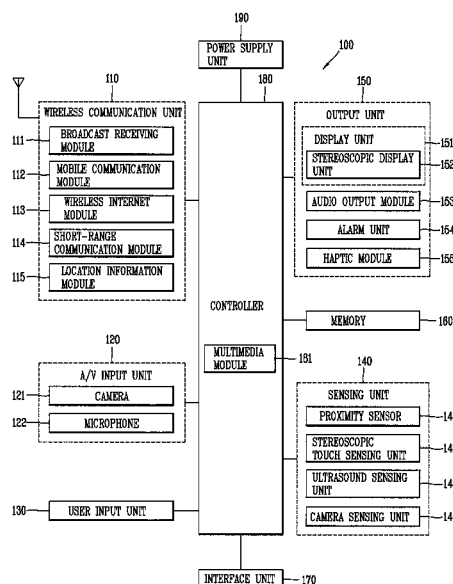 190
POWER SUPPLY
UNIT
100
110
180
150
WIRELESS COMMUNICATION UNIT
111
BROADCAST RECEIVING
MODULE
112
MOBILE COMMUNICATION
MODULE
113
WIRELESS INTERNET
MODULE
114
SHORT-RANGE
COMMUNICATION MODULE
115
LOCATION INFORMATION
MODULE
OUTPUT UNIT
DISPLAY UNIT
151
STEREOSCOPIC DISPLAY
UNIT
152
AUDIO OUTPUT MODULE
153
ALARM UNIT
154
HAPTIC MODULE
155
CONTROLLER
MEMORY
160
MULTIMEDIA
MODULE
181
120
A/V INPUT UNIT
121
CAMERA
122
MICROPHONE
140
SENSING UNIT
PROXIMITY SENSOR
14
STEREOSCOPIC
TOUCH SENSING UNIT
14
ULTRASOUND SENSING
UNIT
14
CAMERA SENSING UNIT
14
130
USER INPUT UNIT
INTERFACE UNIT
170